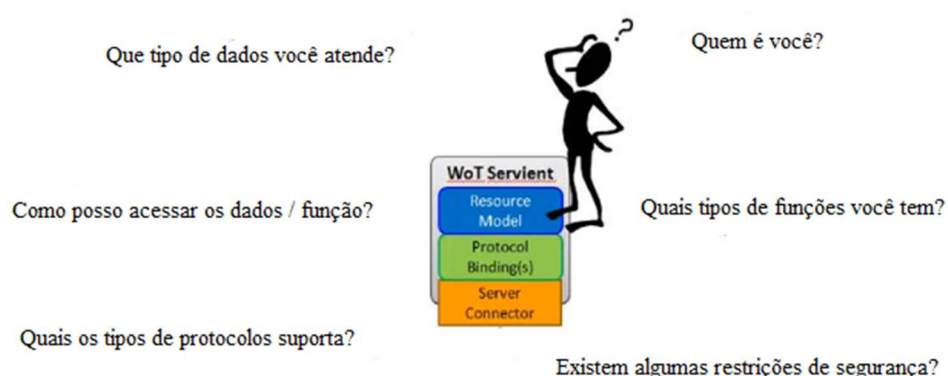 Que tipo de dados você atende?
?
Quem é você?
WoT Servient
Resource
Model
Como posso acessar os dados / função?
Quais tipos de funções você tem?
Protocol
Binding(s)
Server
Connector
Quais os tipos de protocolos suporta?
Existem algumas restrições de segurança?